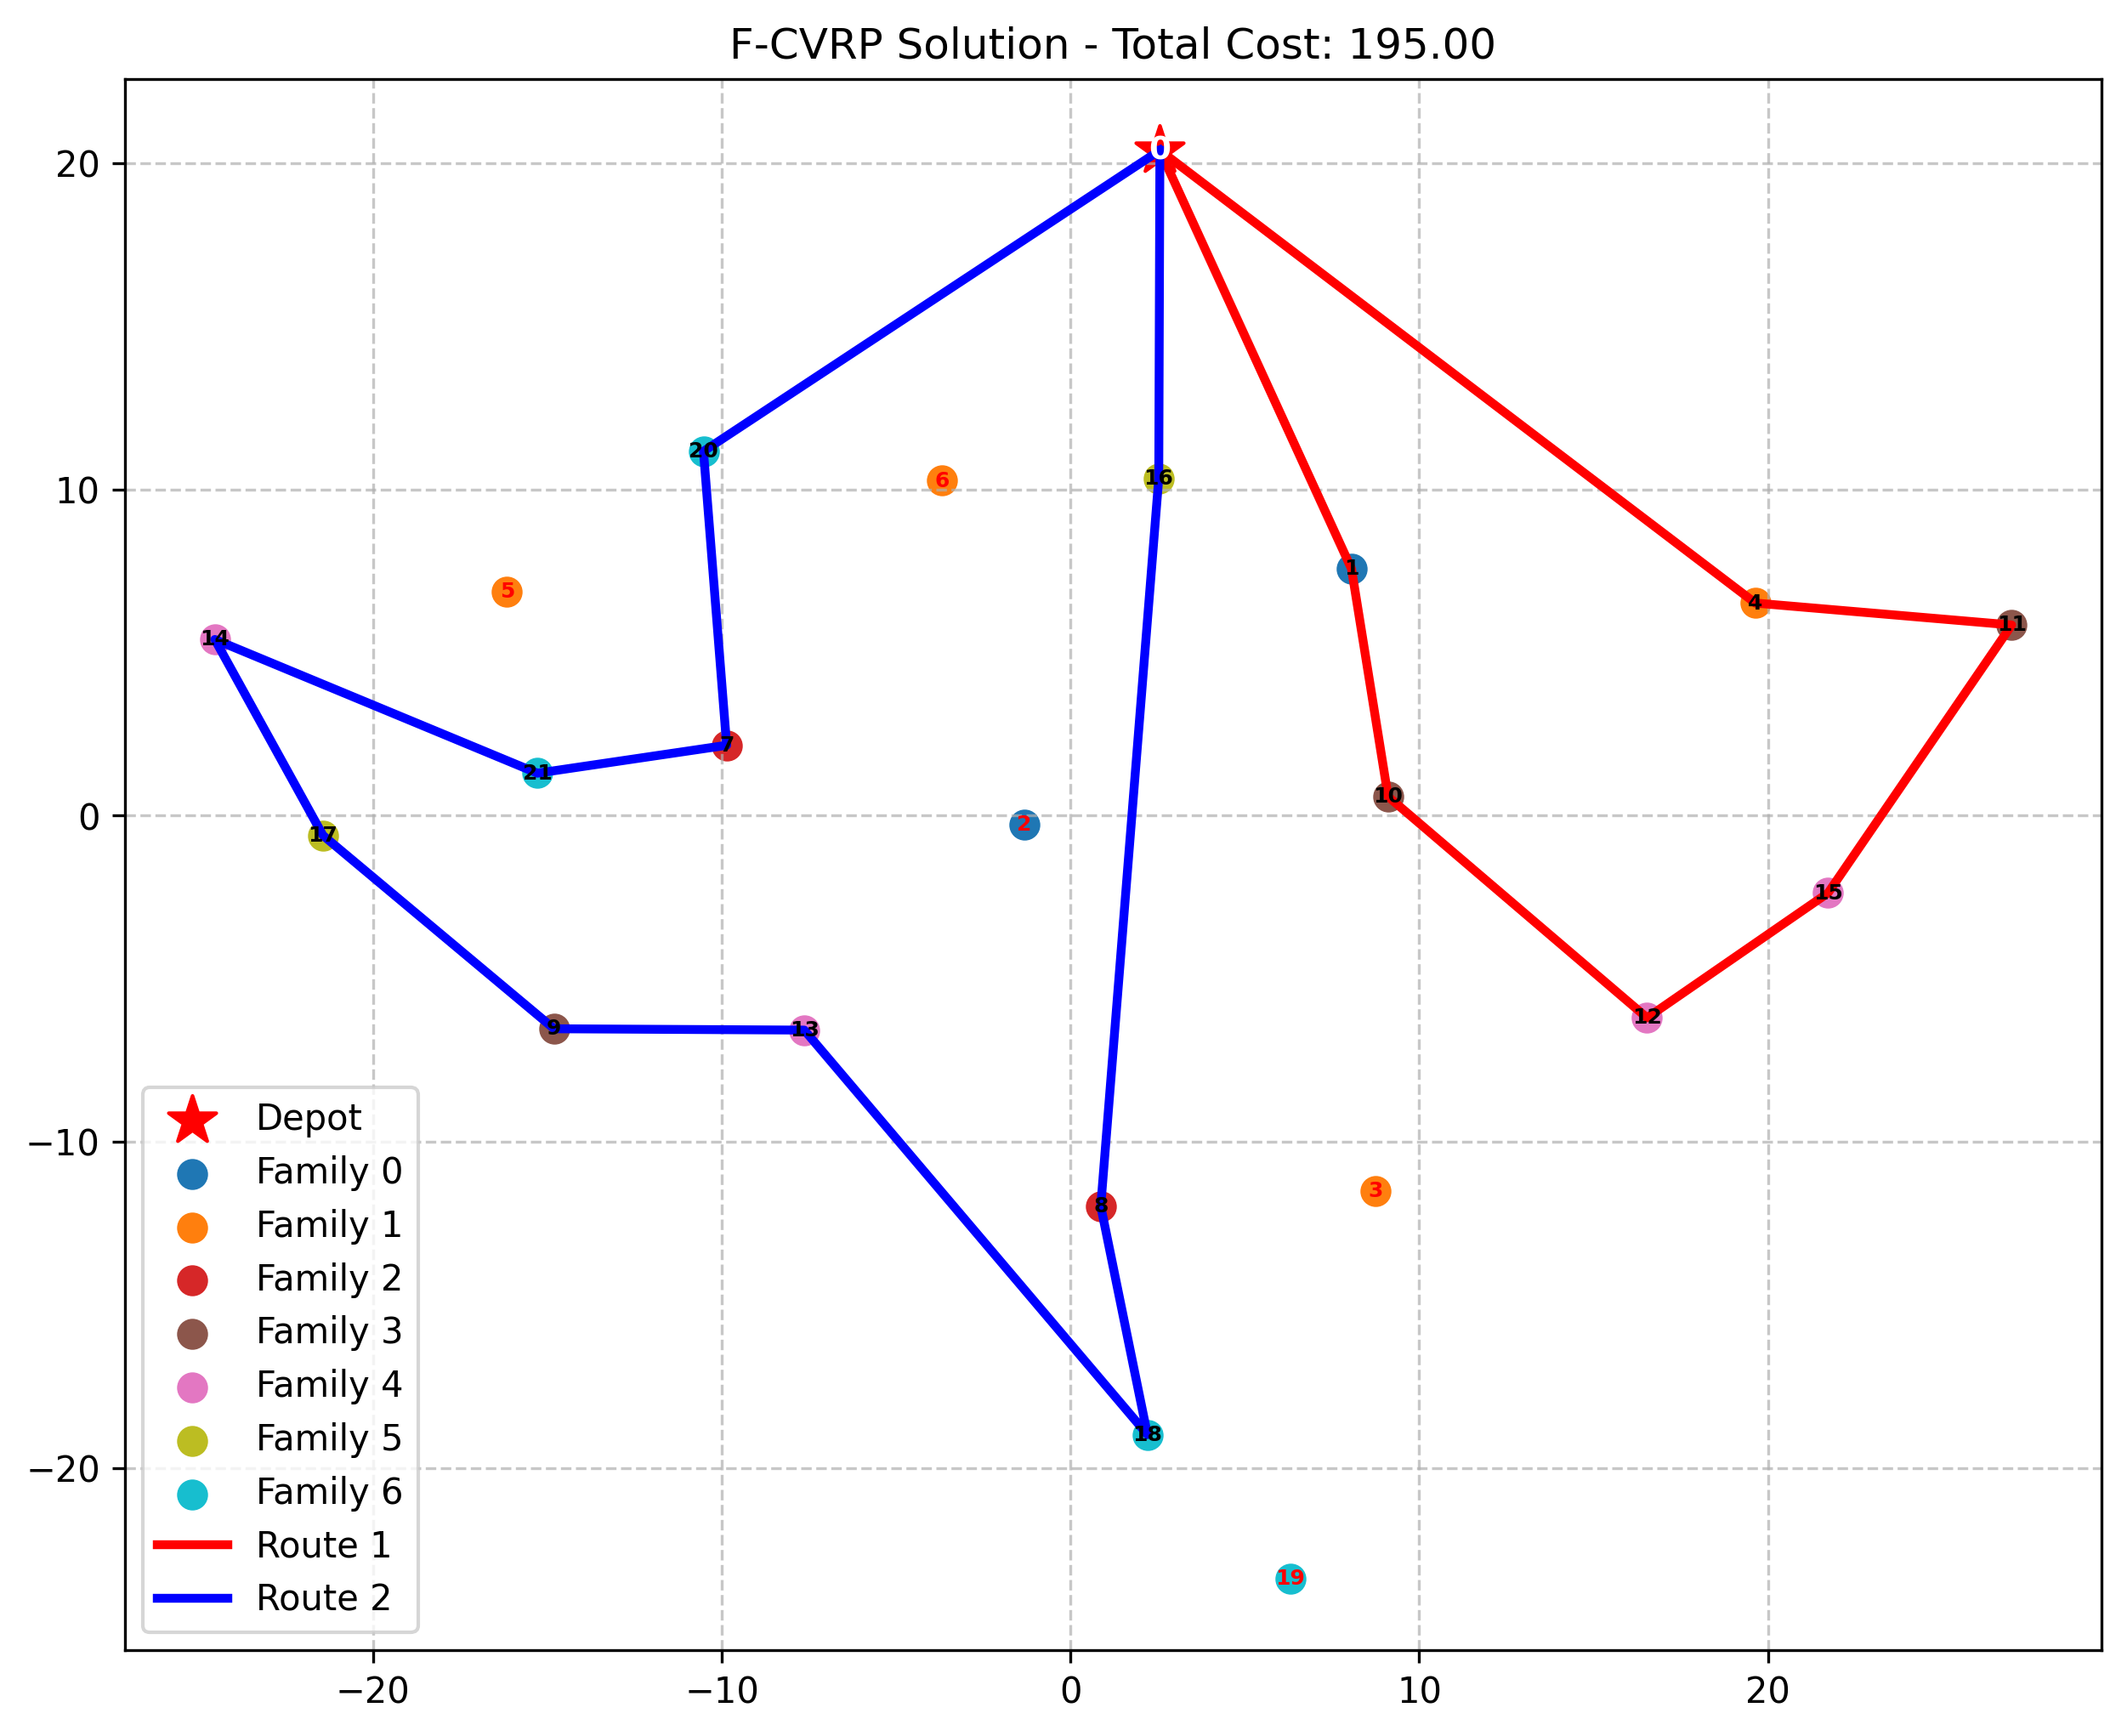 F-CVRP Solution - Total Cost: 195.00
20
10
0
−10
−20
0
20
6
16
5
1
4
11
14
7
21
2
10
17
15
9
13
12
3
8
18
19
Depot
Family 0
Family 1
Family 2
Family 3
Family 4
Family 5
Family 6
Route 1
Route 2
−20
−10
0
10
20